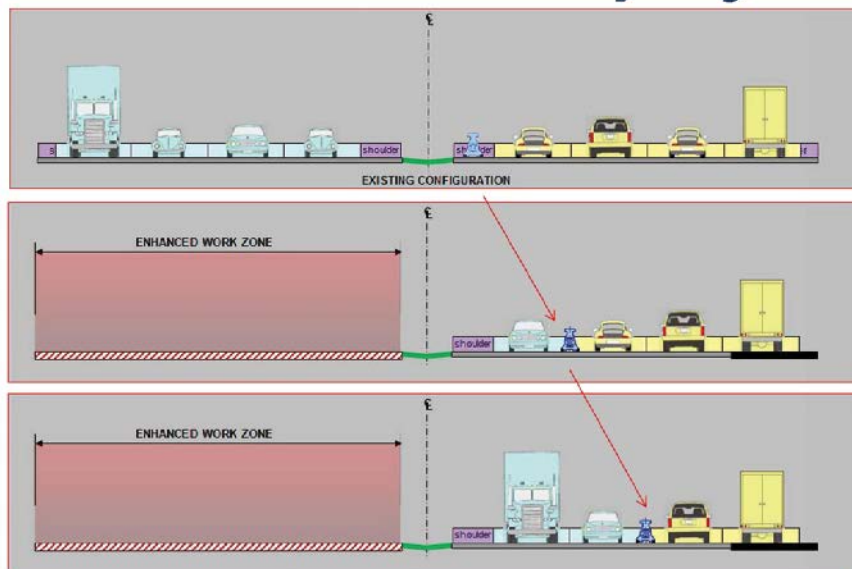 ℄
s
shoulder
shoulder
r
EXISTING CONFIGURATION
℄
ENHANCED WORK ZONE
shoulder
℄
ENHANCED WORK ZONE
shoulder